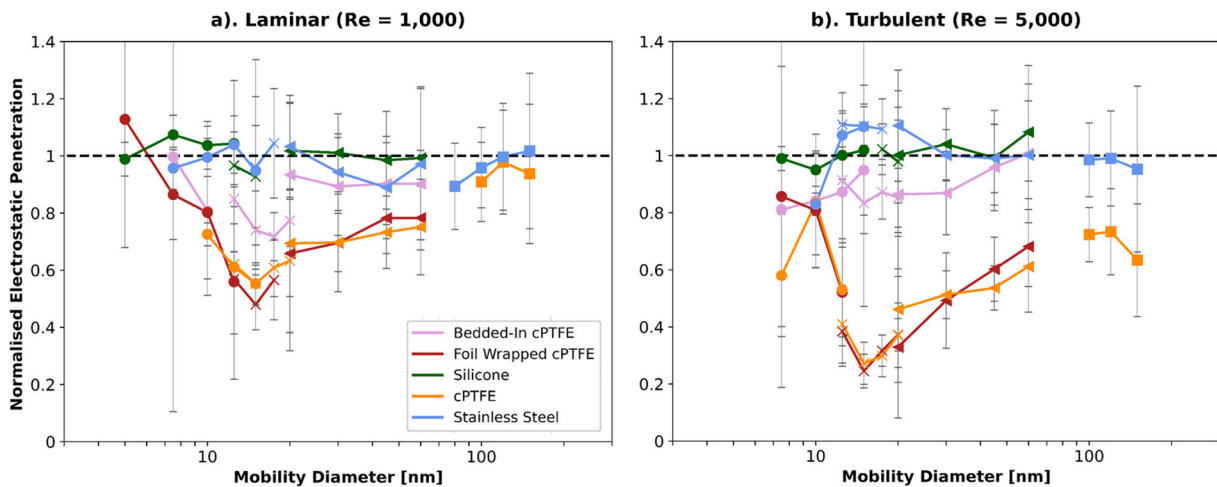 a). Laminar (Re = 1,000)
b). Turbulent (Re = 5,000)
Normalised Electrostatic Penetration
1.4
1.2
1
0.8
0.6
0.4
0.2
0
10
100
Mobility Diameter [nm]
Bedded-In cPTFE
Foil Wrapped cPTFE
Silicone
cPTFE
Stainless Steel
1.4
1.2
1
0.8
0.6
0.4
0.2
0
10
100
Mobility Diameter [nm]